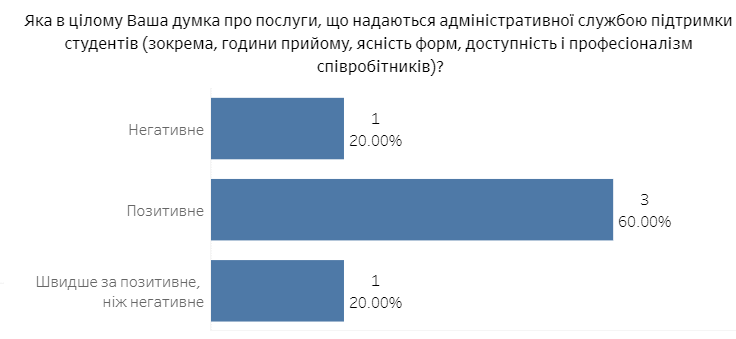 Яка в цілому Ваша думка про послуги, що надаються адміністративної службою підтримки
студентів (зокрема, години прийому, ясність форм, доступність і професіоналізм
співробітників)?
Негативне
1
20.00%
Позитивне
3
60.00%
Швидше за позитивне,
ніж негативне
1
20.00%